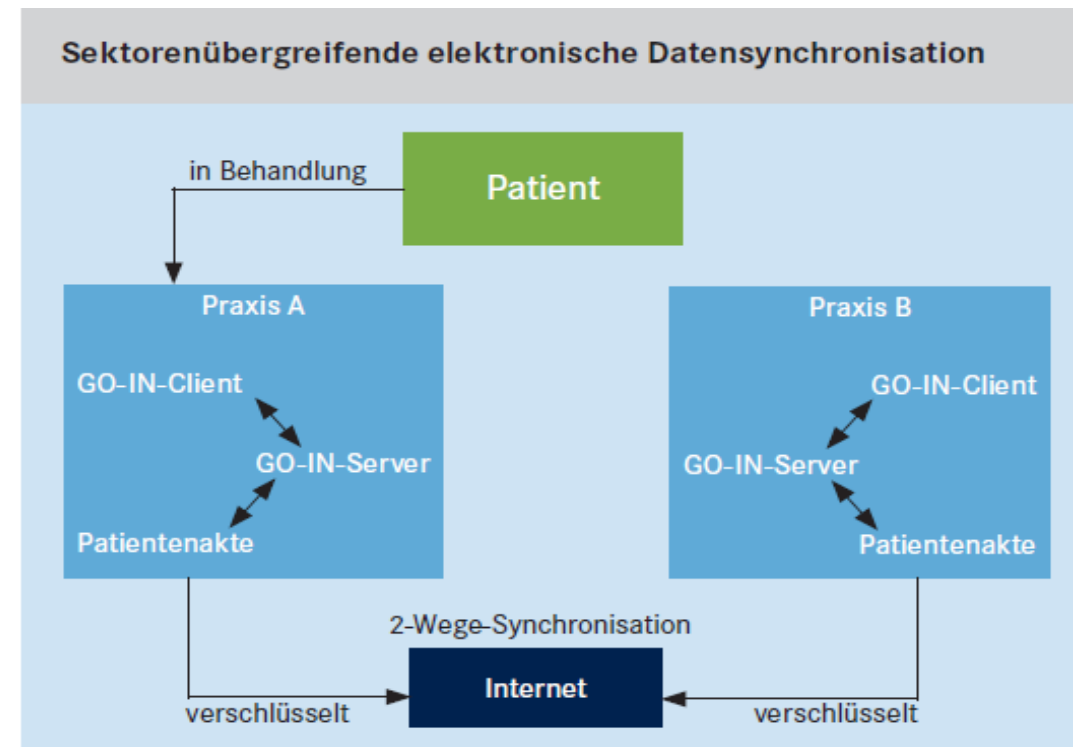 Sektorenübergreifende elektronische Datensynchronisation
in Behandlung
Patient
Praxis A
GO-IN-Client
GO-IN-Server
Patientenakte
Praxis B
GO-IN-Client
GO-IN-Server
Patientenakte
2-Wege-Synchronisation
Internet
verschlüsselt
verschlüsselt